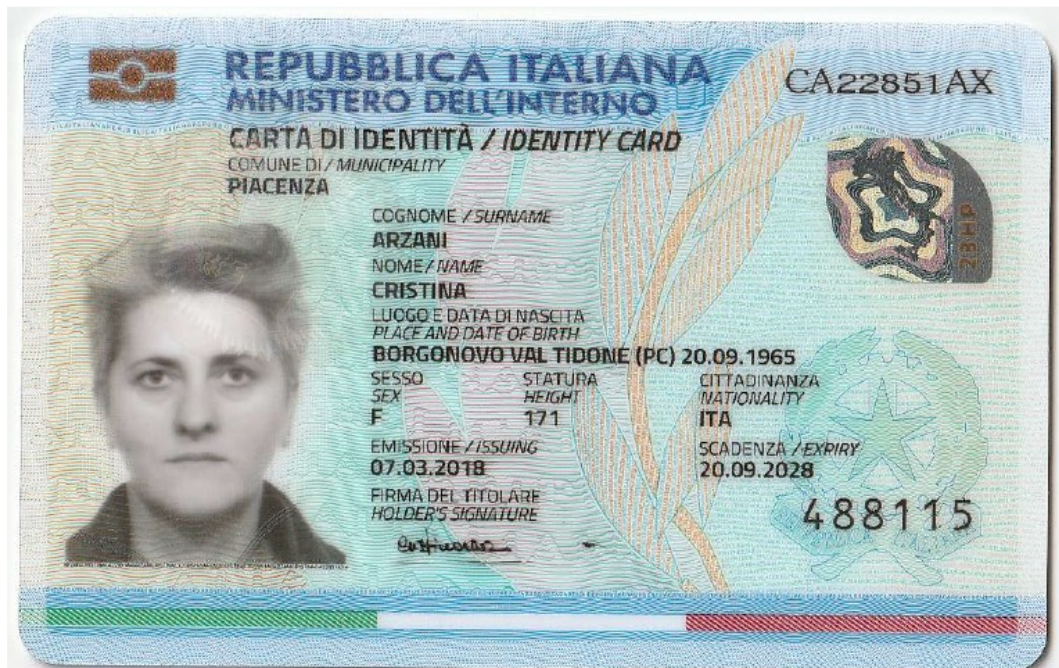 REPUBBLICA ITALIANA
MINISTERO DELL'INTERNO
CA22851AX
CARTA DI IDENTITÀ / IDENTITY CARD
COMUNE DI / MUNICIPALITY
PIACENZA
COGNOME / SURNAME
ARZANI
NOME / NAME
CRISTINA
LUOGO E DATA DI NASCITA
PLACE AND DATE OF BIRTH
BORGONOVO VAL TIDONE (PC) 20.09.1965
SESSO STATURA CITTADINANZA
SEX HEIGHT NATIONALITY
F 171 ITA
EMISSIONE / ISSUING SCADENZA / EXPIRY
07.03.2018 20.09.2028
FIRMA DEL TITOLARE
HOLDER'S SIGNATURE
488115